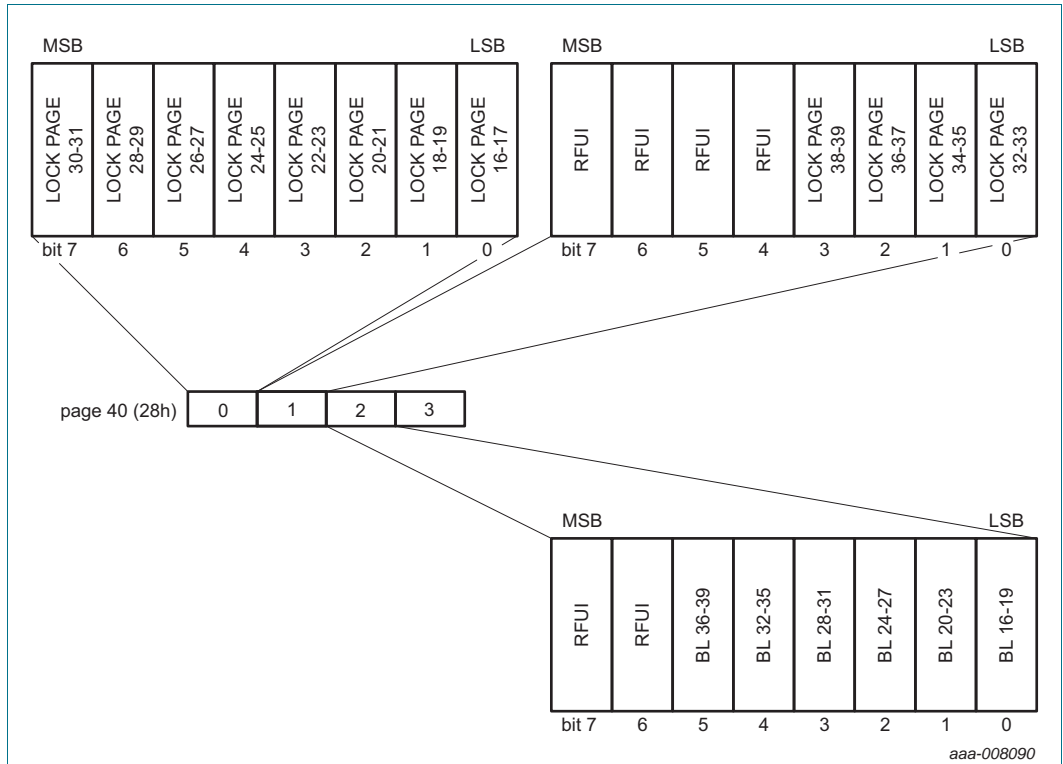 MSB LSB
LOCK PAGE 30-31
LOCK PAGE 28-29
LOCK PAGE 26-27
LOCK PAGE 24-25
LOCK PAGE 22-23
LOCK PAGE 20-21
LOCK PAGE 18-19
LOCK PAGE 16-17
bit 7 6 5 4 3 2 1 0
MSB LSB
RFUI
RFUI
RFUI
RFUI
LOCK PAGE 38-39
LOCK PAGE 36-37
LOCK PAGE 34-35
LOCK PAGE 32-33
bit 7 6 5 4 3 2 1 0
page 40 (28h) 0 1 2 3
MSB LSB
RFUI
RFUI
BL 36-39
BL 32-35
BL 28-31
BL 24-27
BL 20-23
BL 16-19
bit 7 6 5 4 3 2 1 0
aaa-008090